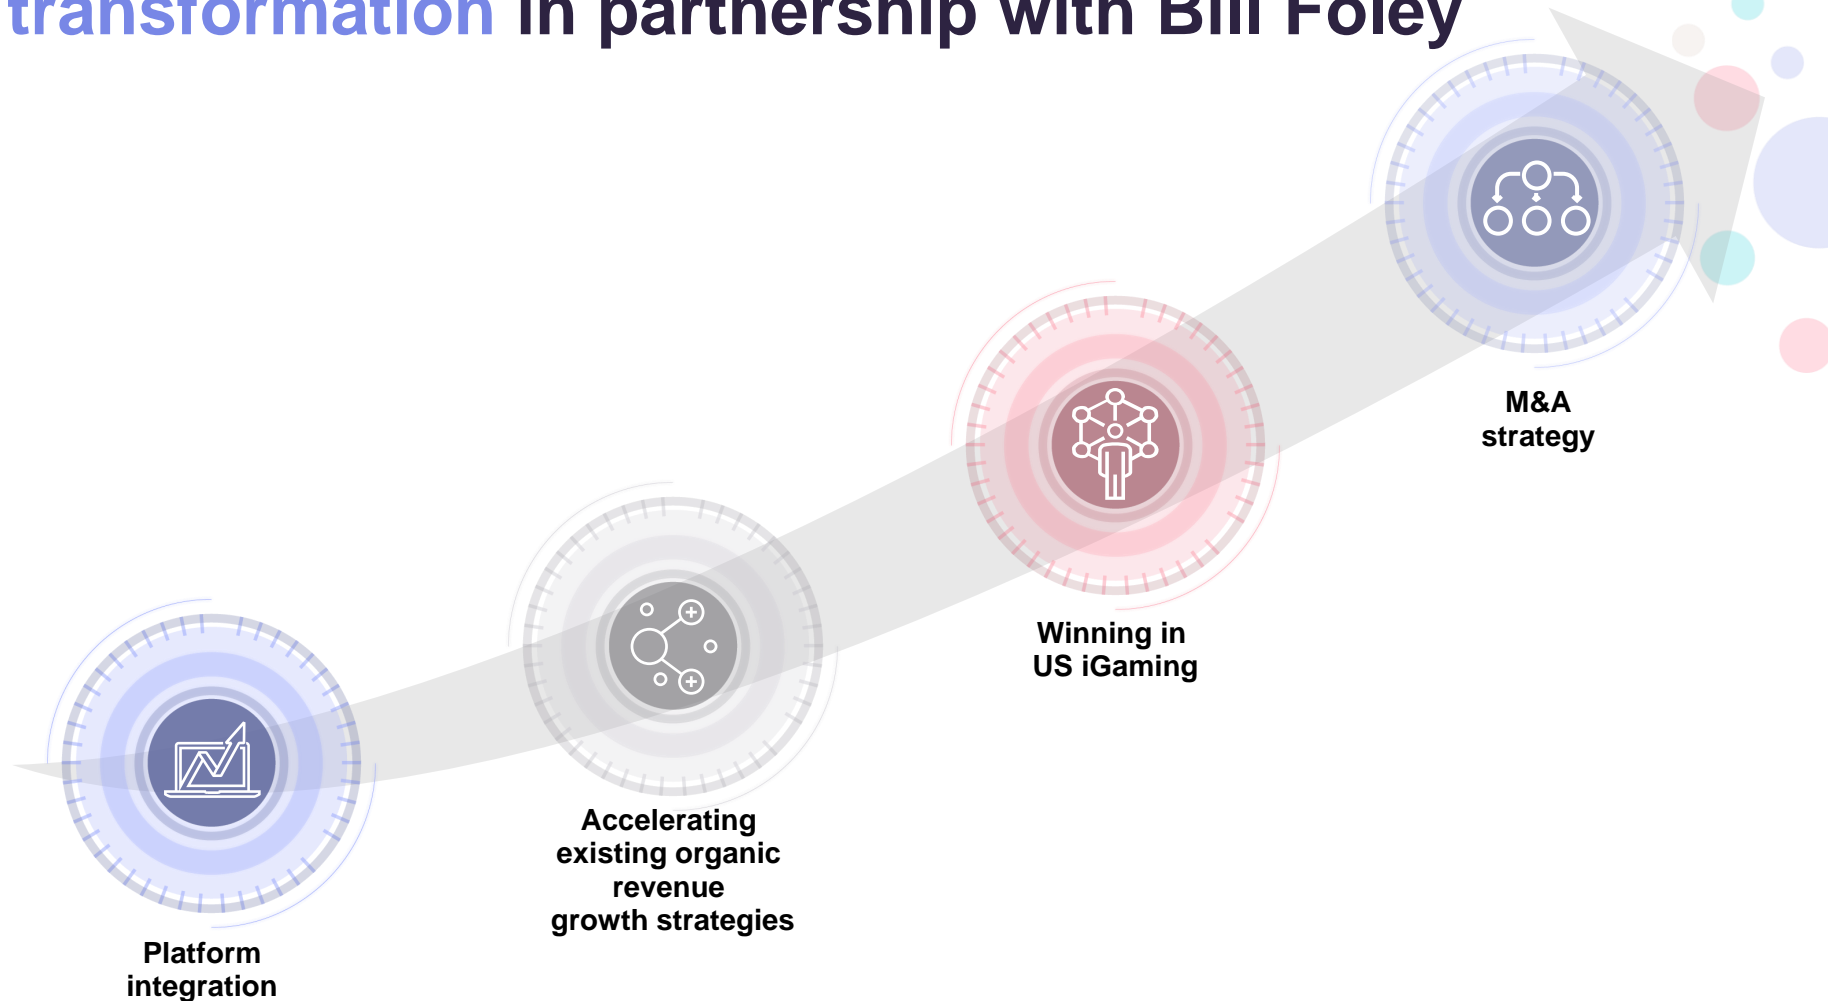 transformation in partnership with Bill Foley
M&A
strategy
Winning in
US iGaming
Accelerating
existing organic
revenue
growth strategies
Platform
integration